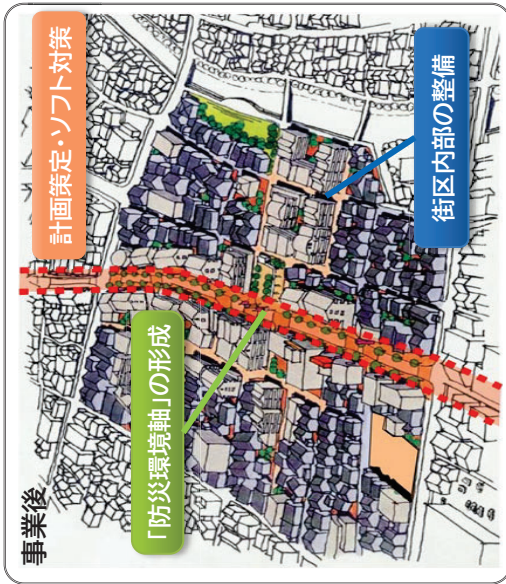 事業後
計画策定・ソフト対策
「防災環境軸」の形成
街区内部の整備